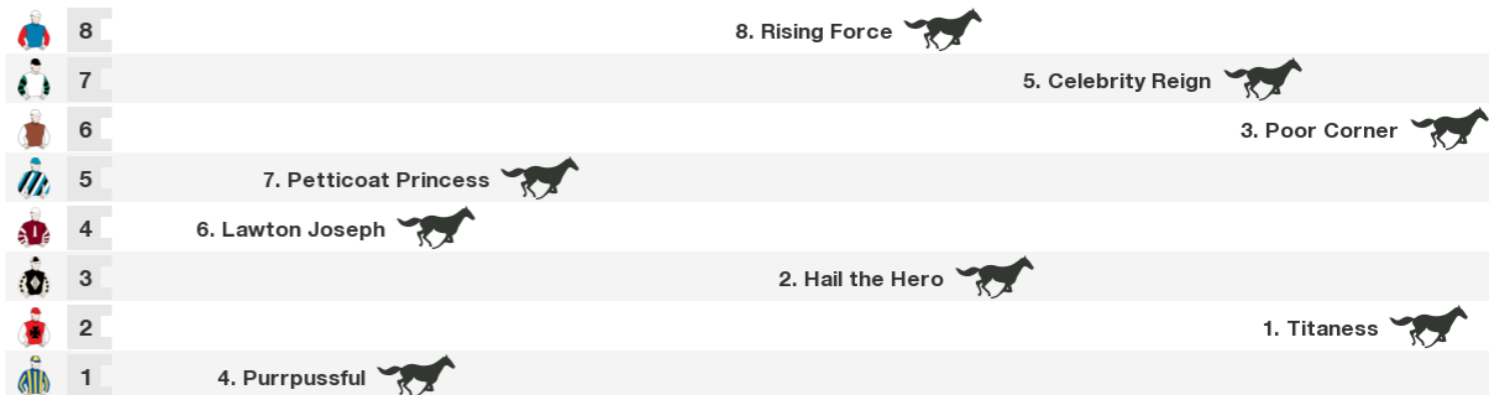 8 8. Rising Force
7 5. Celebrity Reign
6 3. Poor Corner
5 7. Petticoat Princess
4 6. Lawton Joseph
3 2. Hail the Hero
2 1. Titaness
1 4. Purrpussful